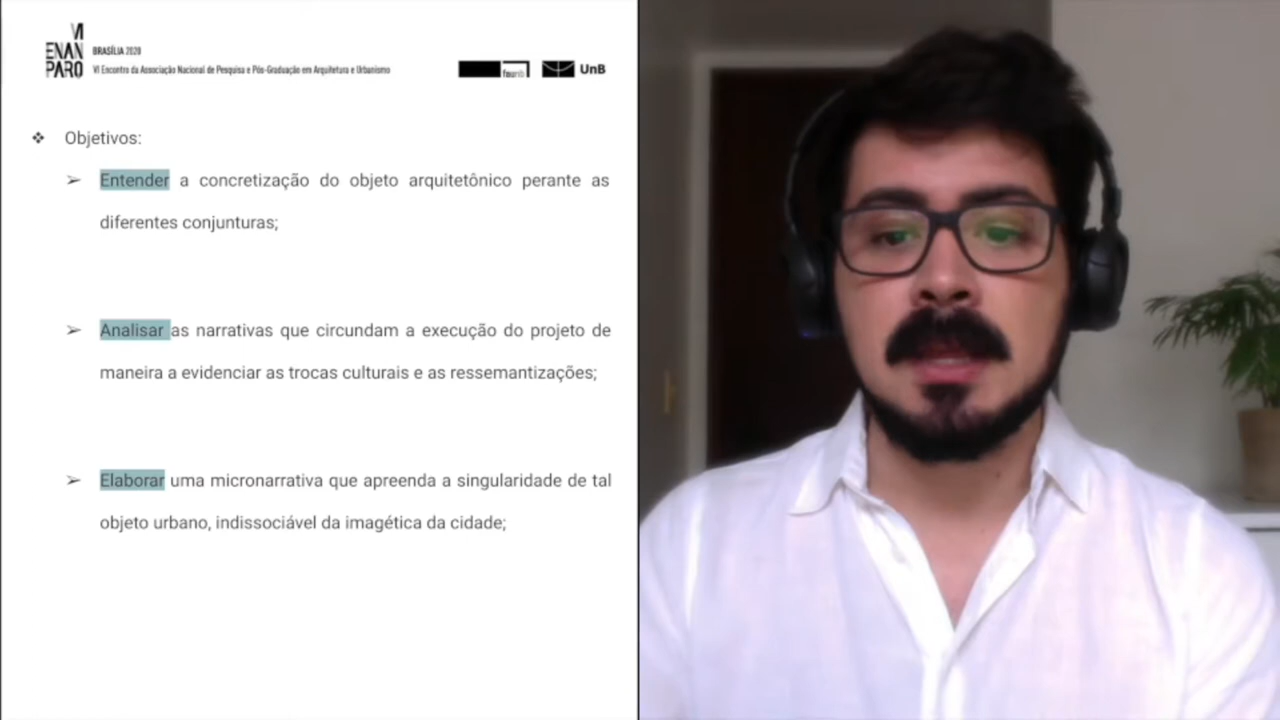 VI
ENAN
PARQ
BRASÍLIA 2020
VI Encontro da Associação Nacional de Pesquisa e Pós-Graduação em Arquitetura e Urbanismo
fauunb
UnB
Objetivos:
Entender a concretização do objeto arquitetônico perante as
diferentes conjunturas;
Analisar as narrativas que circundam a execução do projeto de
maneira a evidenciar as trocas culturais e as ressemantizações;
Elaborar uma micronarrativa que apreenda a singularidade de tal
objeto urbano, indissociável da imagética da cidade;